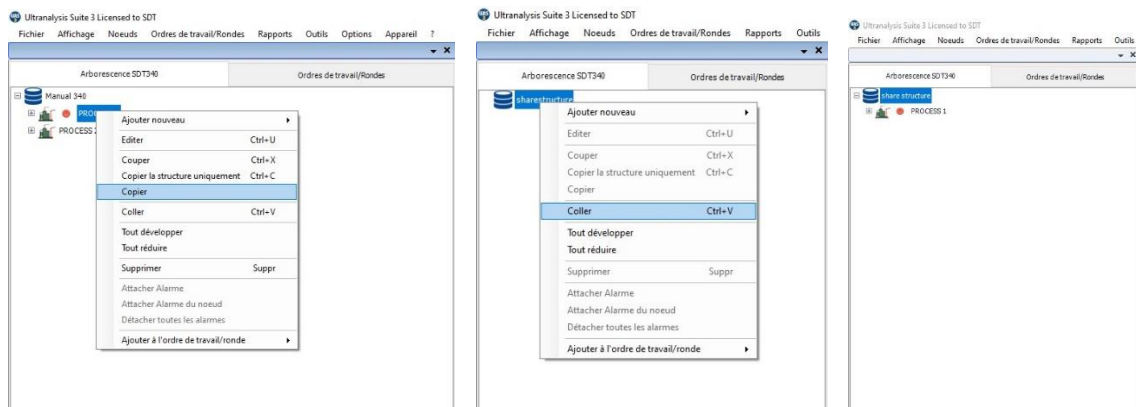 Ultranalysis Suite 3 Licensed to SDT
Fichier Affichage Noeuds Ordres de travail/Rondes Rapports Outils Options Appareil ?
Arborescence SDT340 Ordres de travail/Rondes
Manual 340
PROC
PROCESS 2
Ajouter nouveau
Editer Ctrl+U
Couper Ctrl+X
Copier la structure uniquement Ctrl+C
Copier
Coller Ctrl+V
Tout développer
Tout réduire
Supprimer Suppr
Attacher Alarme
Attacher Alarme du noeud
Détacher toutes les alarmes
Ajouter à l'ordre de travail/ronde
Ultranalysis Suite 3 Licensed to SDT
Fichier Affichage Noeuds Ordres de travail/Rondes Rapports Outils
Arborescence SDT340 Ordres de travail/Rondes
sharestructure
Ajouter nouveau
Editer Ctrl+U
Couper Ctrl+X
Copier la structure uniquement Ctrl+C
Copier
Coller Ctrl+V
Tout développer
Tout réduire
Supprimer Suppr
Attacher Alarme
Attacher Alarme du noeud
Détacher toutes les alarmes
Ajouter à l'ordre de travail/ronde
Ultranalysis Suite 3 Licensed to SDT
Fichier Affichage Noeuds Ordres de travail/Rondes Rapports Outils
Arborescence SDT340 Ordres de travail/Rondes
share structure
PROCESS 1